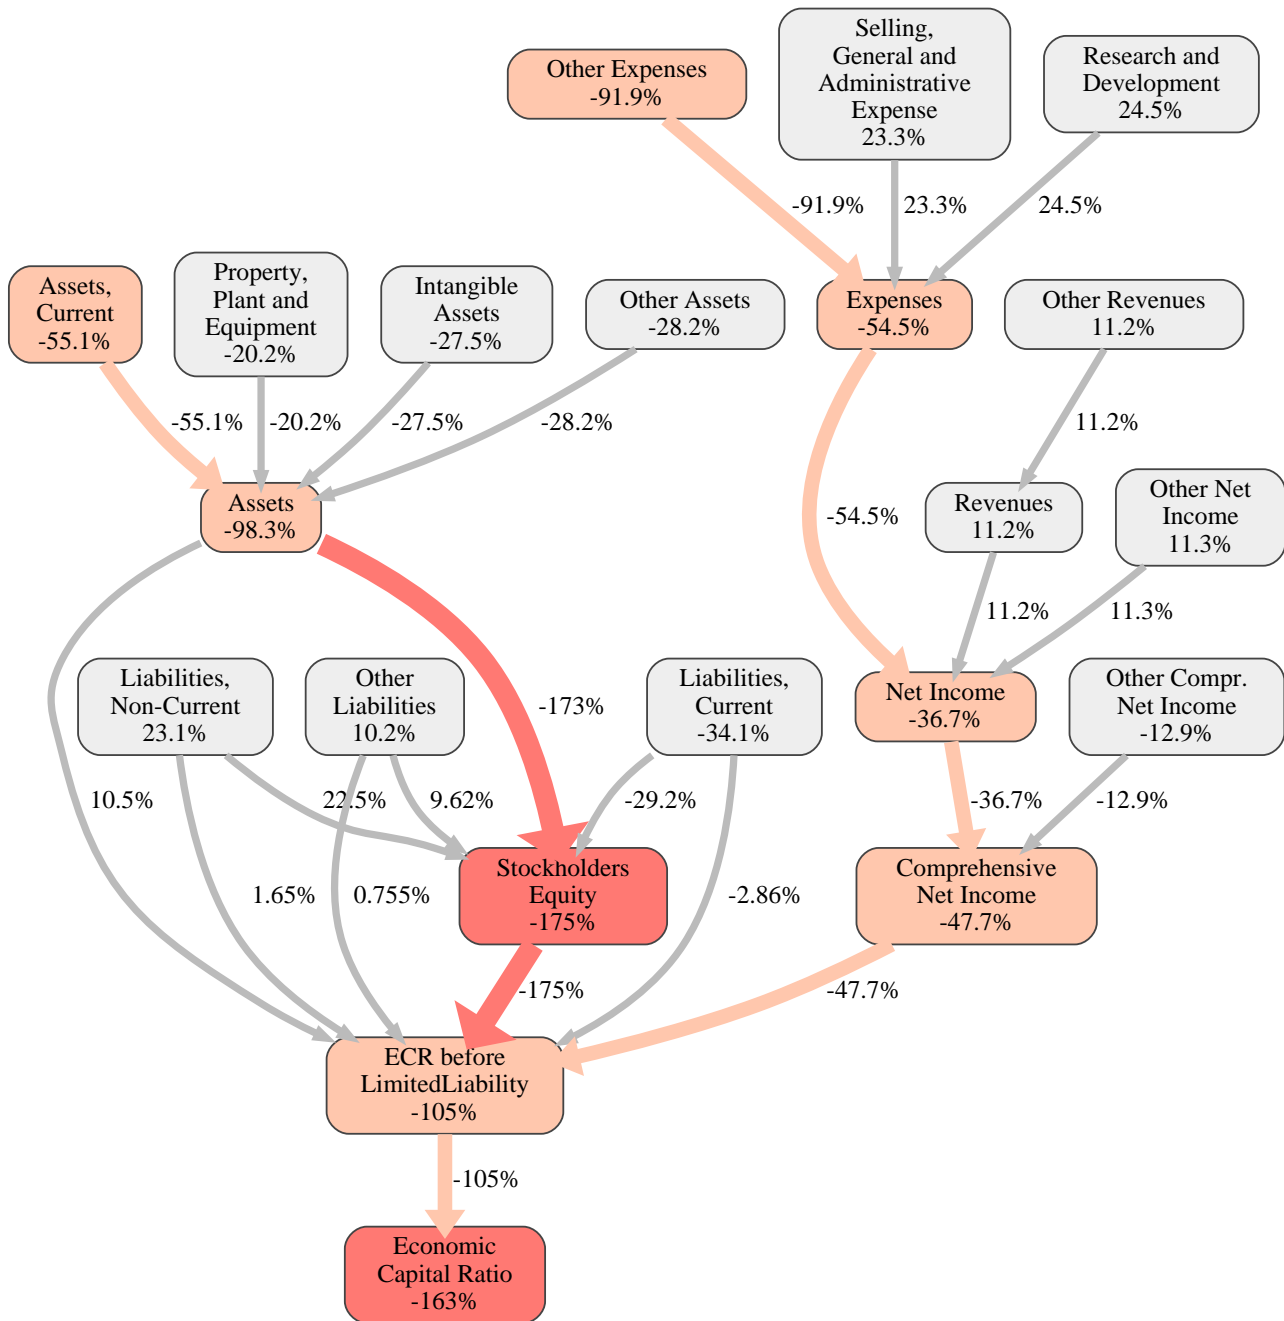 Selling,
General and
Administrative
Expense
23.3%
Other Expenses
-91.9%
Research and
Development
24.5%
-91.9%
23.3%
24.5%
Assets,
Current
-55.1%
Property,
Plant and
Equipment
-20.2%
Intangible
Assets
-27.5%
Other Assets
-28.2%
Expenses
-54.5%
Other Revenues
11.2%
-55.1%
-20.2%
-27.5%
-28.2%
11.2%
Assets
-98.3%
-54.5%
Revenues
11.2%
Other Net
Income
11.3%
11.2%
11.3%
Liabilities,
Non-Current
23.1%
Other
Liabilities
10.2%
-173%
Liabilities,
Current
-34.1%
Net Income
-36.7%
Other Compr.
Net Income
-12.9%
10.5%
22.5%
9.62%
-29.2%
-36.7%
-12.9%
1.65%
0.755%
Stockholders
Equity
-175%
-2.86%
Comprehensive
Net Income
-47.7%
-175%
-47.7%
ECR before
LimitedLiability
-105%
-105%
Economic
Capital Ratio
-163%